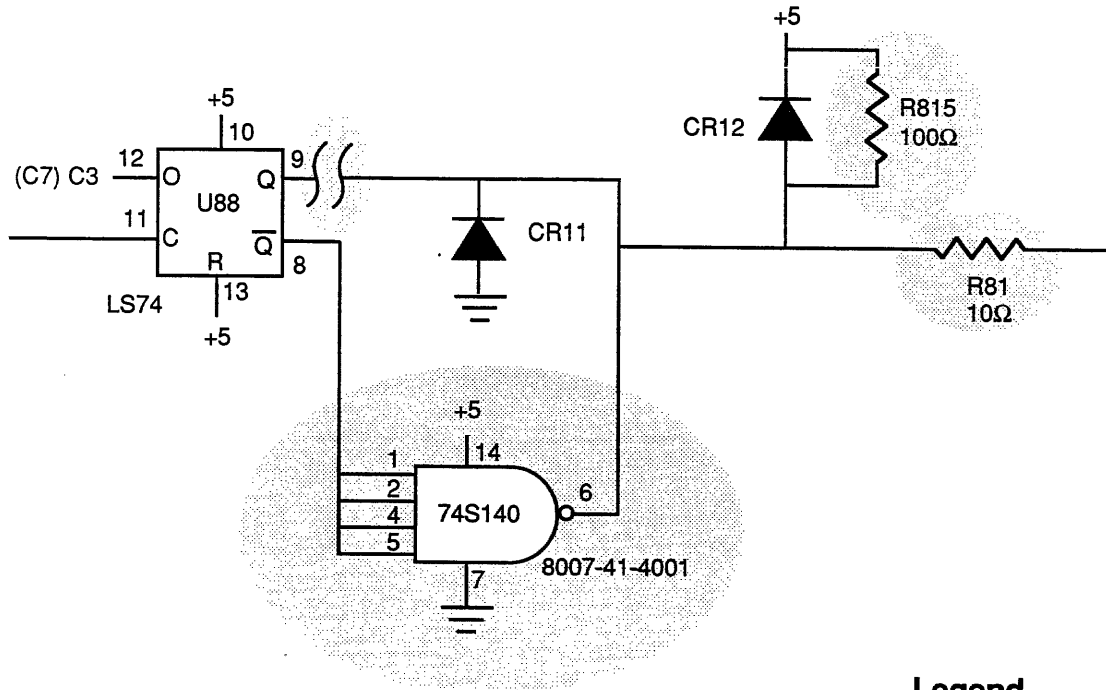 +5
CR12
R815
100Ω
+5
10
12
9
(C7) C3
O
Q
U88
11
C
Q̅
R
8
LS74
13
+5
CR11
R81
10Ω
+5
14
1
2
4
5
74S140
6
7
8007-41-4001
Legend